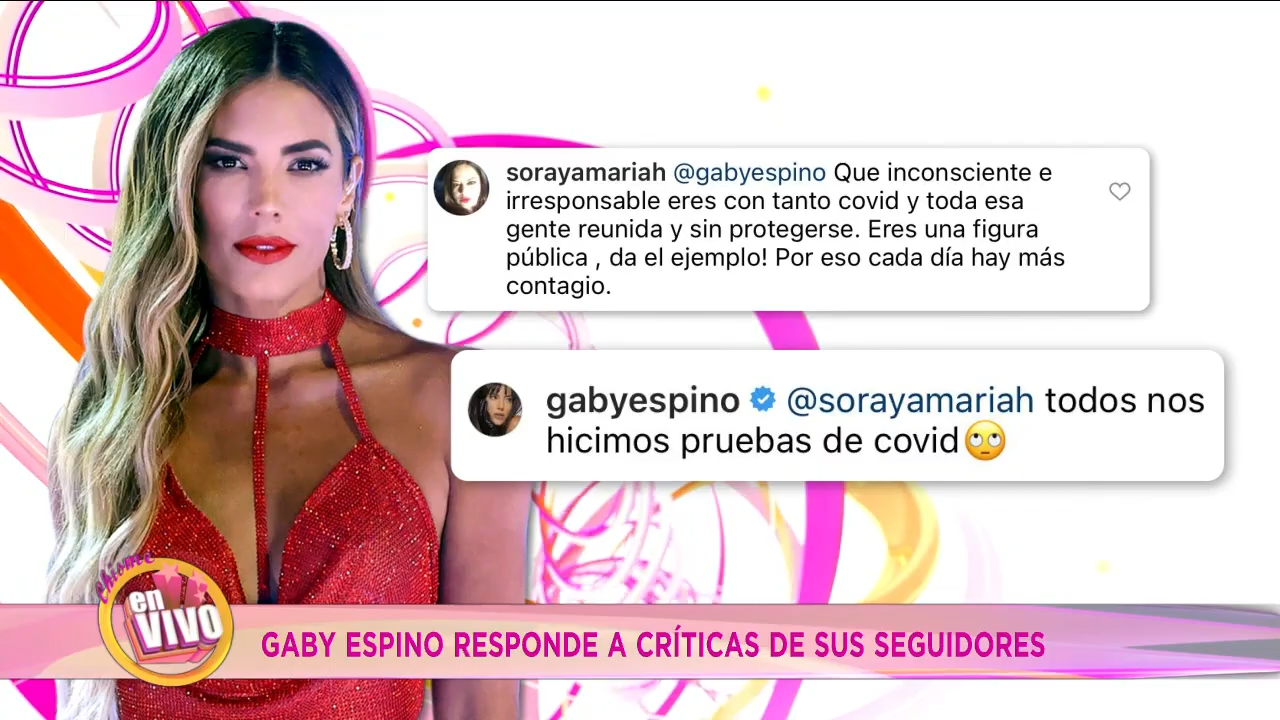 sorayamariah @gabyespino Que inconsciente e
irresponsable eres con tanto covid y toda esa
gente reunida y sin protegerse. Eres una figura
pública , da el ejemplo! Por eso cada día hay más
contagio.
gabyespino @sorayamariah todos nos
hicimos pruebas de covid🙄
chisme
en
VIVO
GABY ESPINO RESPONDE A CRÍTICAS DE SUS SEGUIDORES